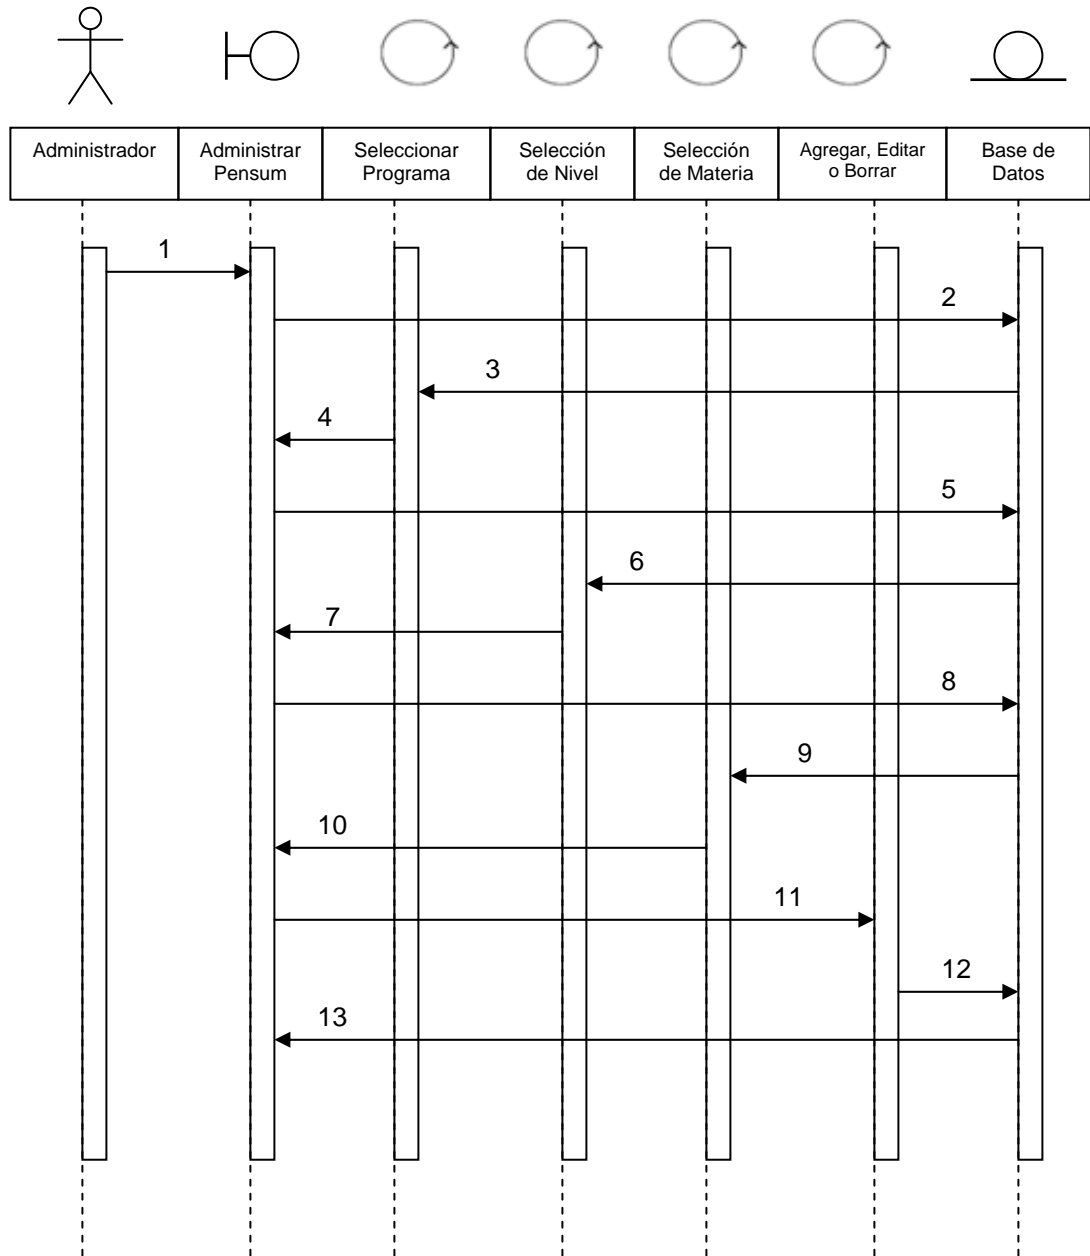 Administrador
Administrar
Pensum
Seleccionar
Programa
Selección
de Nivel
Selección
de Materia
Agregar, Editar
o Borrar
Base de
Datos
1
2
3
4
5
6
7
8
9
10
11
12
13